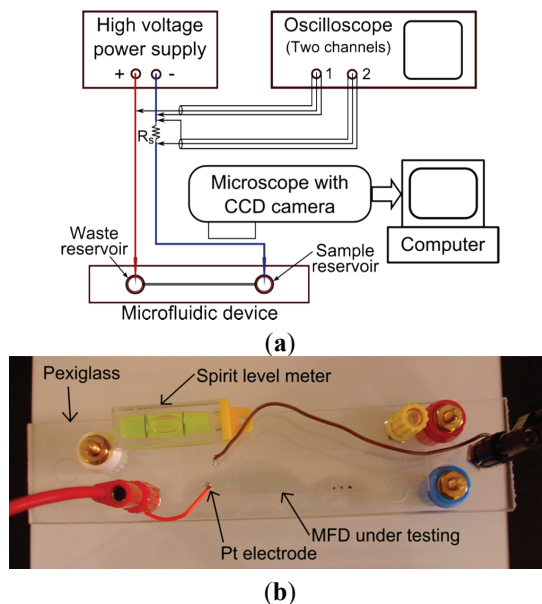 High voltage
power supply
+ -
Oscilloscope
(Two channels)
1 2
Rs
Microscope with
CCD camera
Computer
Waste
reservoir
Sample
reservoir
Microfluidic device
(a)
Pexiglass
Spirit level meter
MFD under testing
Pt electrode
(b)